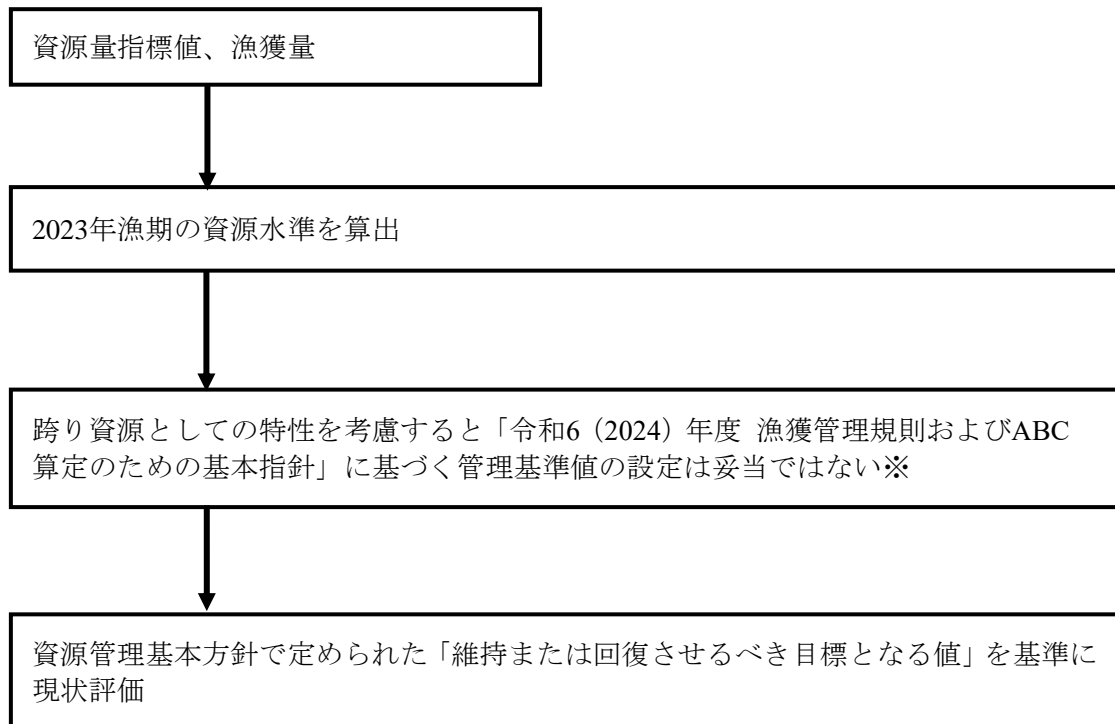 資源量指標値、漁獲量
2023年漁期の資源水準を算出
跨り資源としての特性を考慮すると「令和6（2024）年度 漁獲管理規則およびABC
算定のための基本指針」に基づく管理基準値の設定は妥当ではない※
資源管理基本方針で定められた「維持または回復させるべき目標となる値」を基準に
現状評価